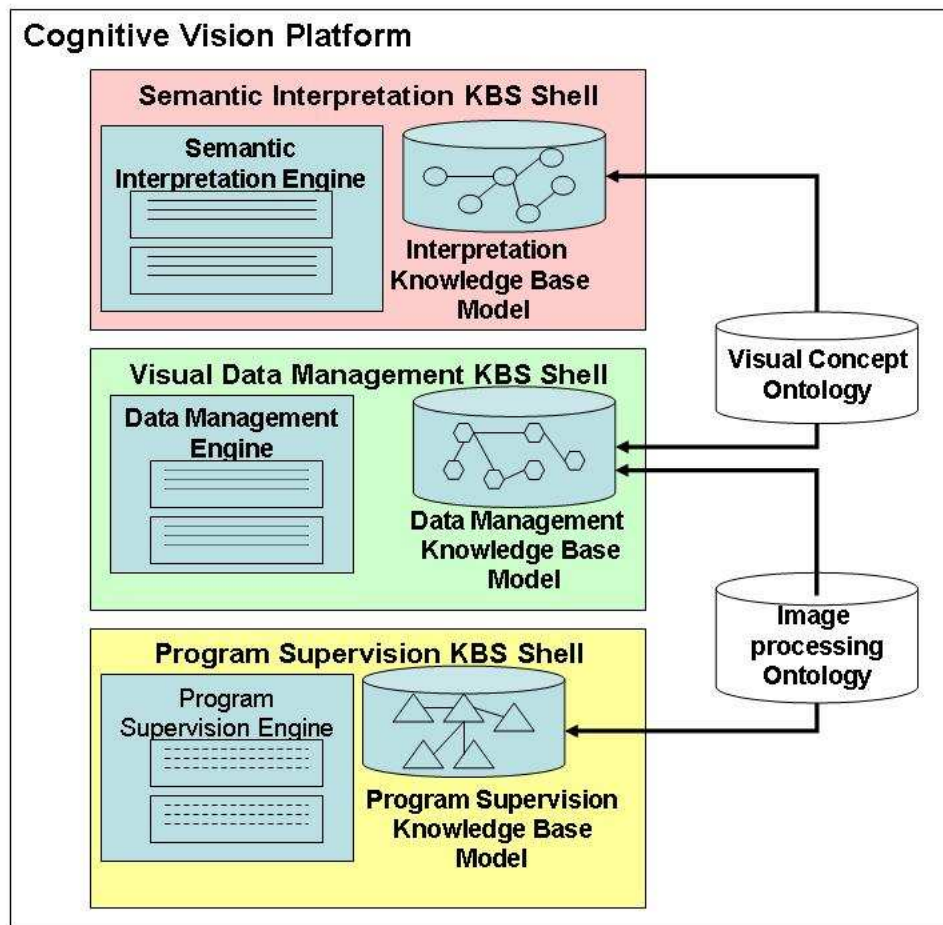 Cognitive Vision Platform
Semantic Interpretation KBS Shell
Semantic
Interpretation Engine
Interpretation
Knowledge Base
Model
Visual Data Management KBS Shell
Data Management
Engine
Data Management
Knowledge Base
Model
Program Supervision KBS Shell
Program
Supervision Engine
Program Supervision
Knowledge Base
Model
Visual Concept
Ontology
Image
processing
Ontology